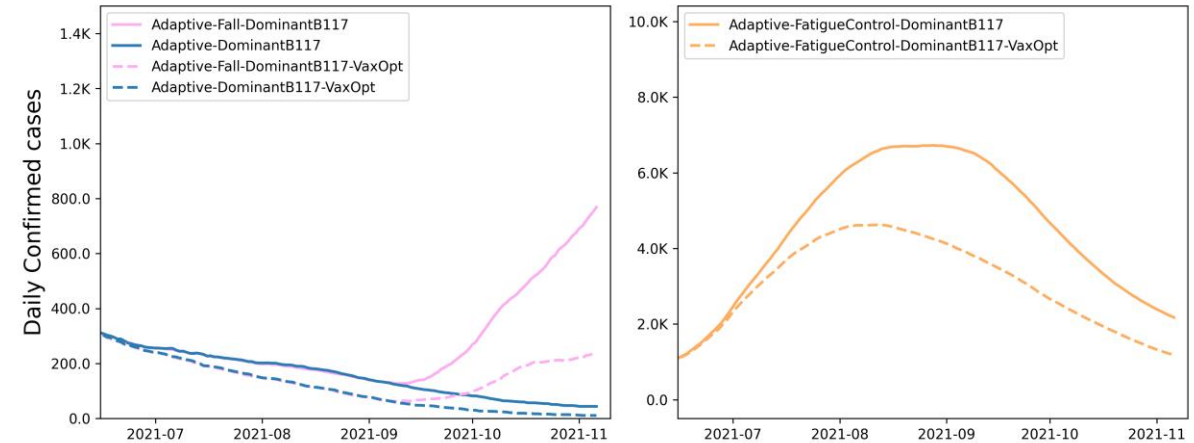 Adaptive-Fall-DominantB117
Adaptive-DominantB117
Adaptive-Fall-DominantB117-VaxOpt
Adaptive-DominantB117-VaxOpt
Daily Confirmed cases
1.4K
1.2K
1.0K
800.0
600.0
400.0
200.0
0.0
2021-07 2021-08 2021-09 2021-10 2021-11
Adaptive-FatigueControl-DominantB117
Adaptive-FatigueControl-DominantB117-VaxOpt
10.0K
8.0K
6.0K
4.0K
2.0K
0.0
2021-07 2021-08 2021-09 2021-10 2021-11